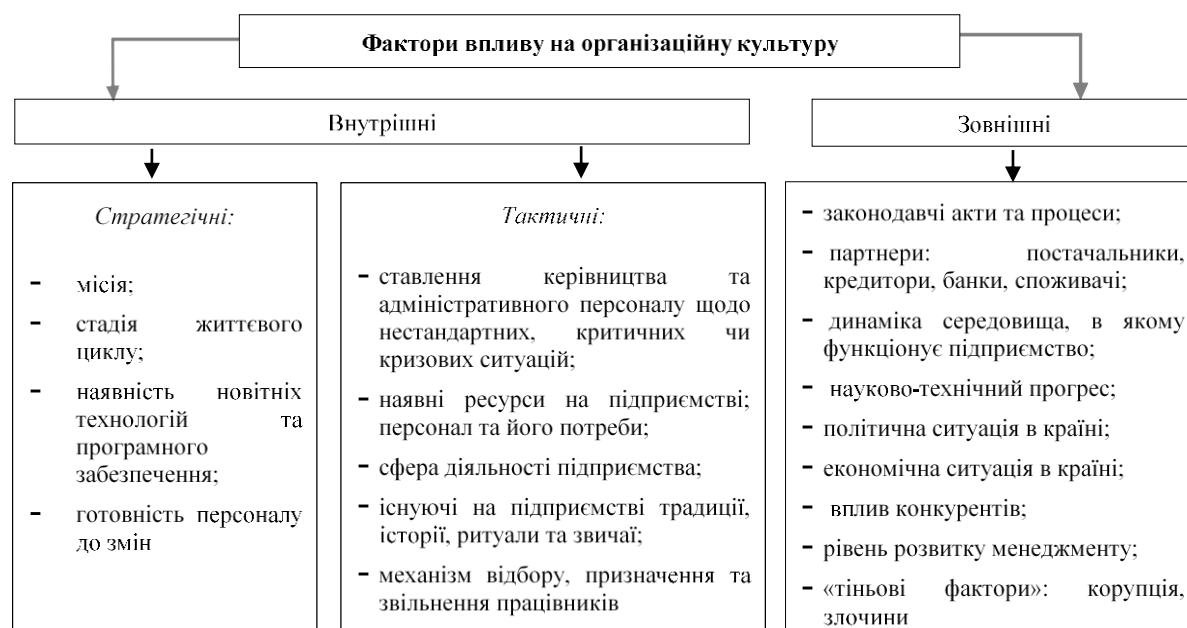 Фактори впливу на організаційну культуру
Внутрішні
Зовнішні
Стратегічні:
- місія;
- стадія життєвого
циклу;
- наявність новітніх
технологій та
програмного
забезпечення;
- готовність персоналу
до змін
Тактичні:
- ставлення керівництва та
адміністративного персоналу щодо
нестандартних, критичних чи
кризових ситуацій;
- наявні ресурси на підприємстві;
персонал та його потреби;
- сфера діяльності підприємства;
- існуючі на підприємстві традиції,
історії, ритуали та звичаї;
- механізм відбору, призначення та
звільнення працівників
- законодавчі акти та процеси;
- партнери: постачальники,
кредитори, банки, споживачі;
- динаміка середовища, в якому
функціонує підприємство;
- науково-технічний прогрес;
- політична ситуація в країні;
- економічна ситуація в країні;
- вплив конкурентів;
- рівень розвитку менеджменту;
- «тіньові фактори»: корупція,
злочини